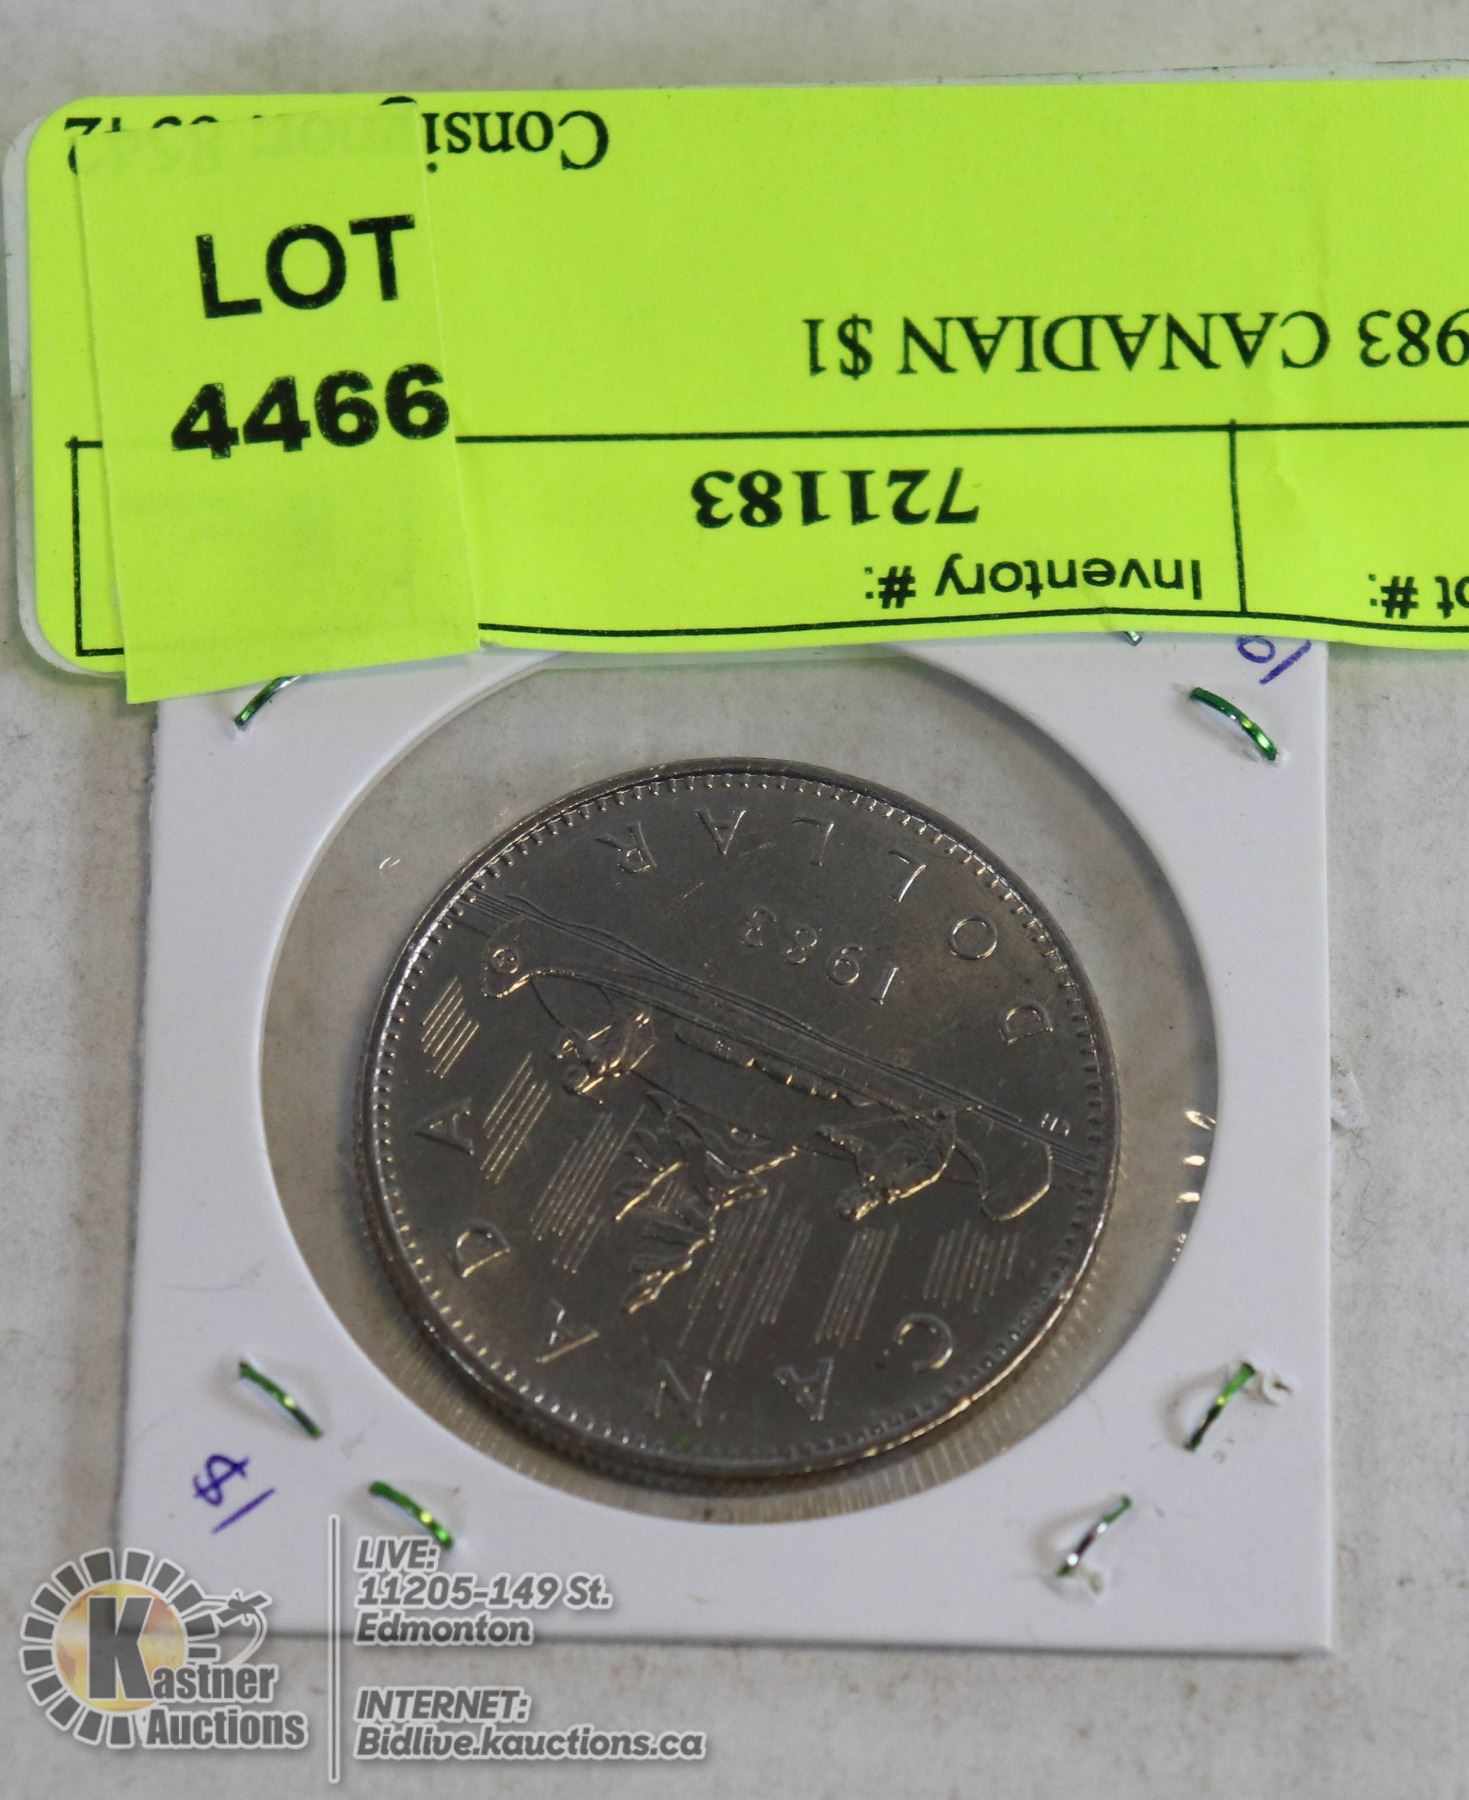 Consignor: 8542
LOT
4466
983 CANADIAN $1
721183
Inventory #:
ot #:
DOLLAR
1983
CANADA
$1
Kastner
Auctions
LIVE:
11205-149 St.
Edmonton
INTERNET:
Bidlive.kauctions.ca